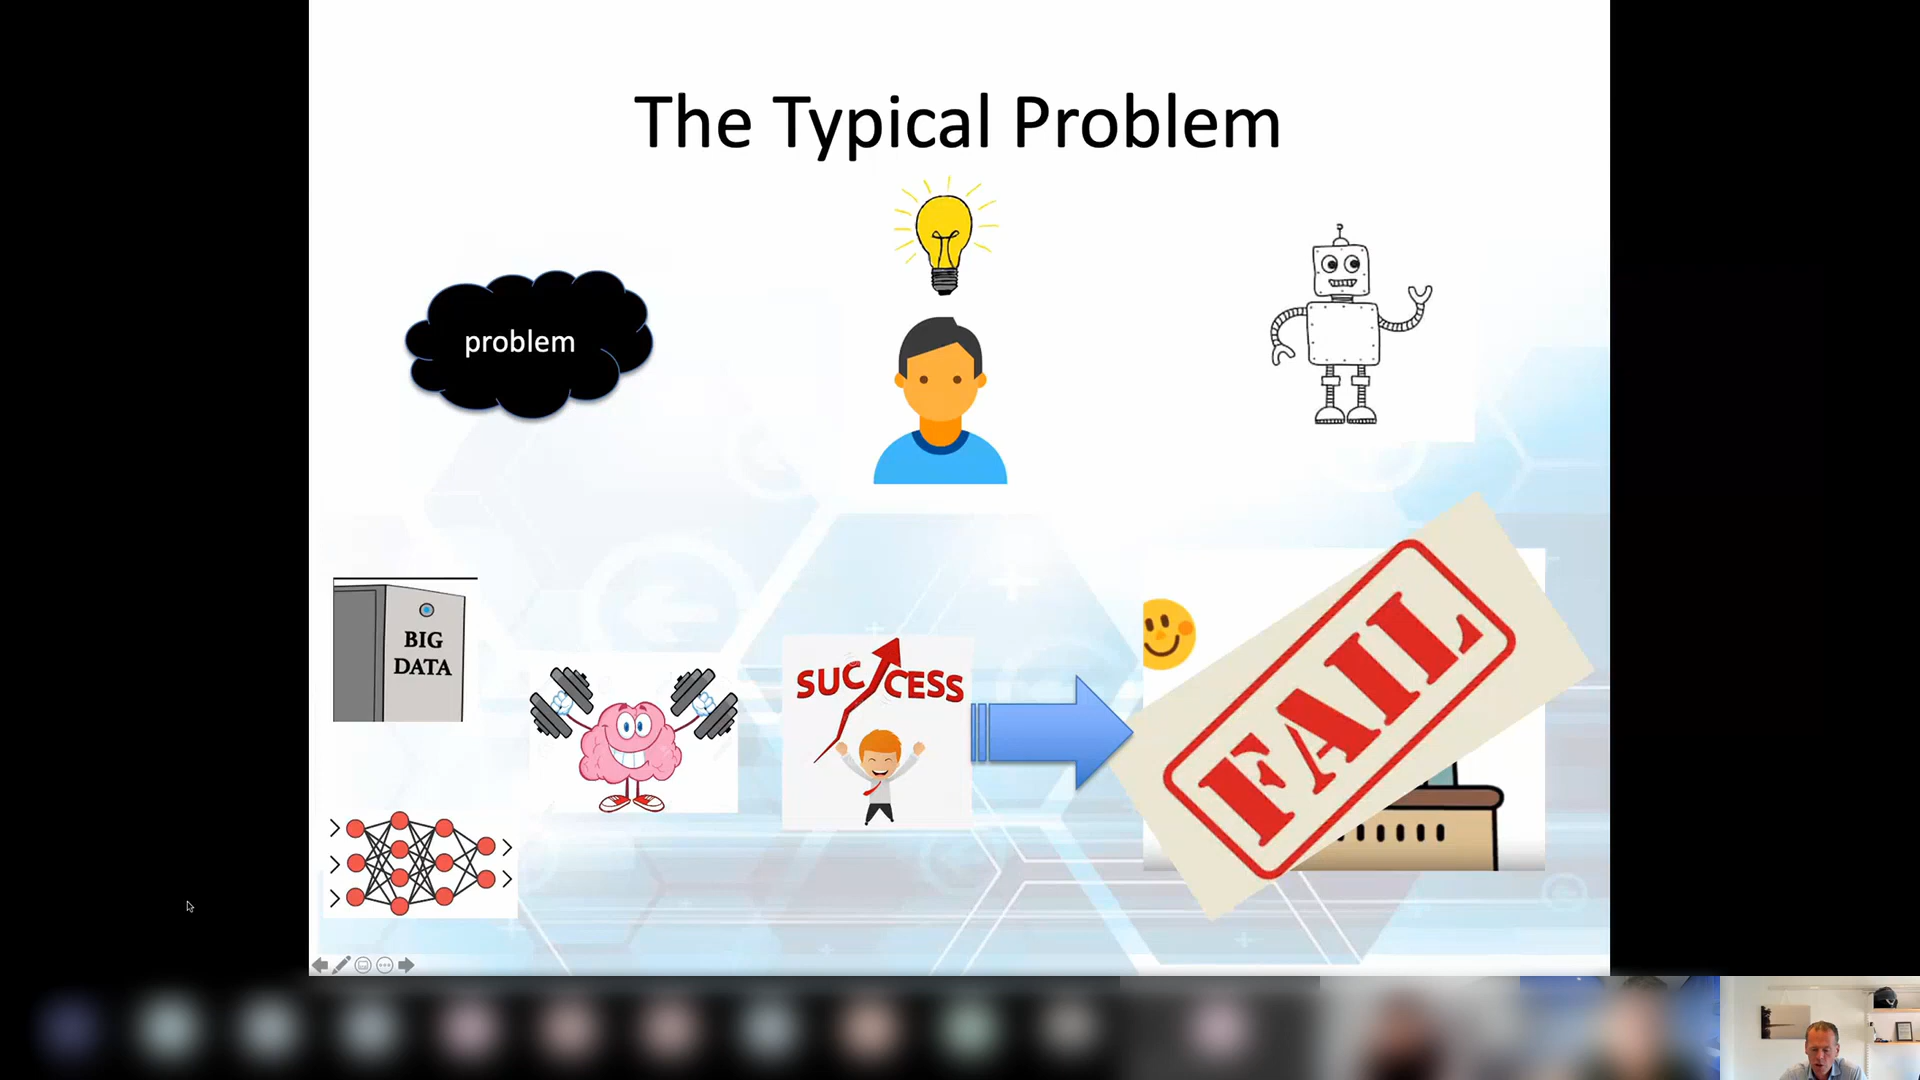 The Typical Problem
problem
BIG
DATA
SUCCESS
FAIL